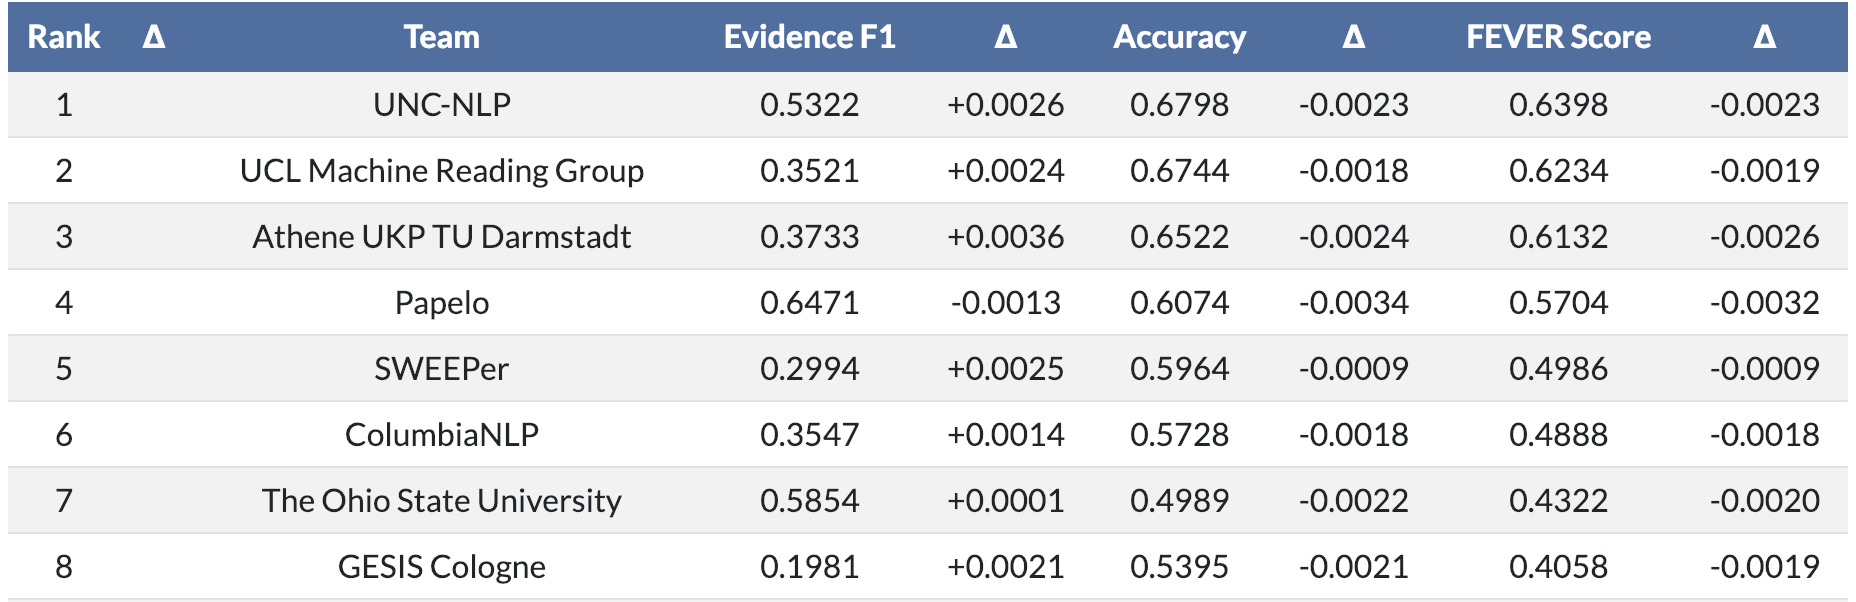 Rank Δ Team Evidence F1 Δ Accuracy Δ FEVER Score Δ
1 UNC-NLP 0.5322 +0.0026 0.6798 -0.0023 0.6398 -0.0023
2 UCL Machine Reading Group 0.3521 +0.0024 0.6744 -0.0018 0.6234 -0.0019
3 Athene UKP TU Darmstadt 0.3733 +0.0036 0.6522 -0.0024 0.6132 -0.0026
4 Papelo 0.6471 -0.0013 0.6074 -0.0034 0.5704 -0.0032
5 SWEEPer 0.2994 +0.0025 0.5964 -0.0009 0.4986 -0.0009
6 ColumbiaNLP 0.3547 +0.0014 0.5728 -0.0018 0.4888 -0.0018
7 The Ohio State University 0.5854 +0.0001 0.4989 -0.0022 0.4322 -0.0020
8 GESIS Cologne 0.1981 +0.0021 0.5395 -0.0021 0.4058 -0.0019